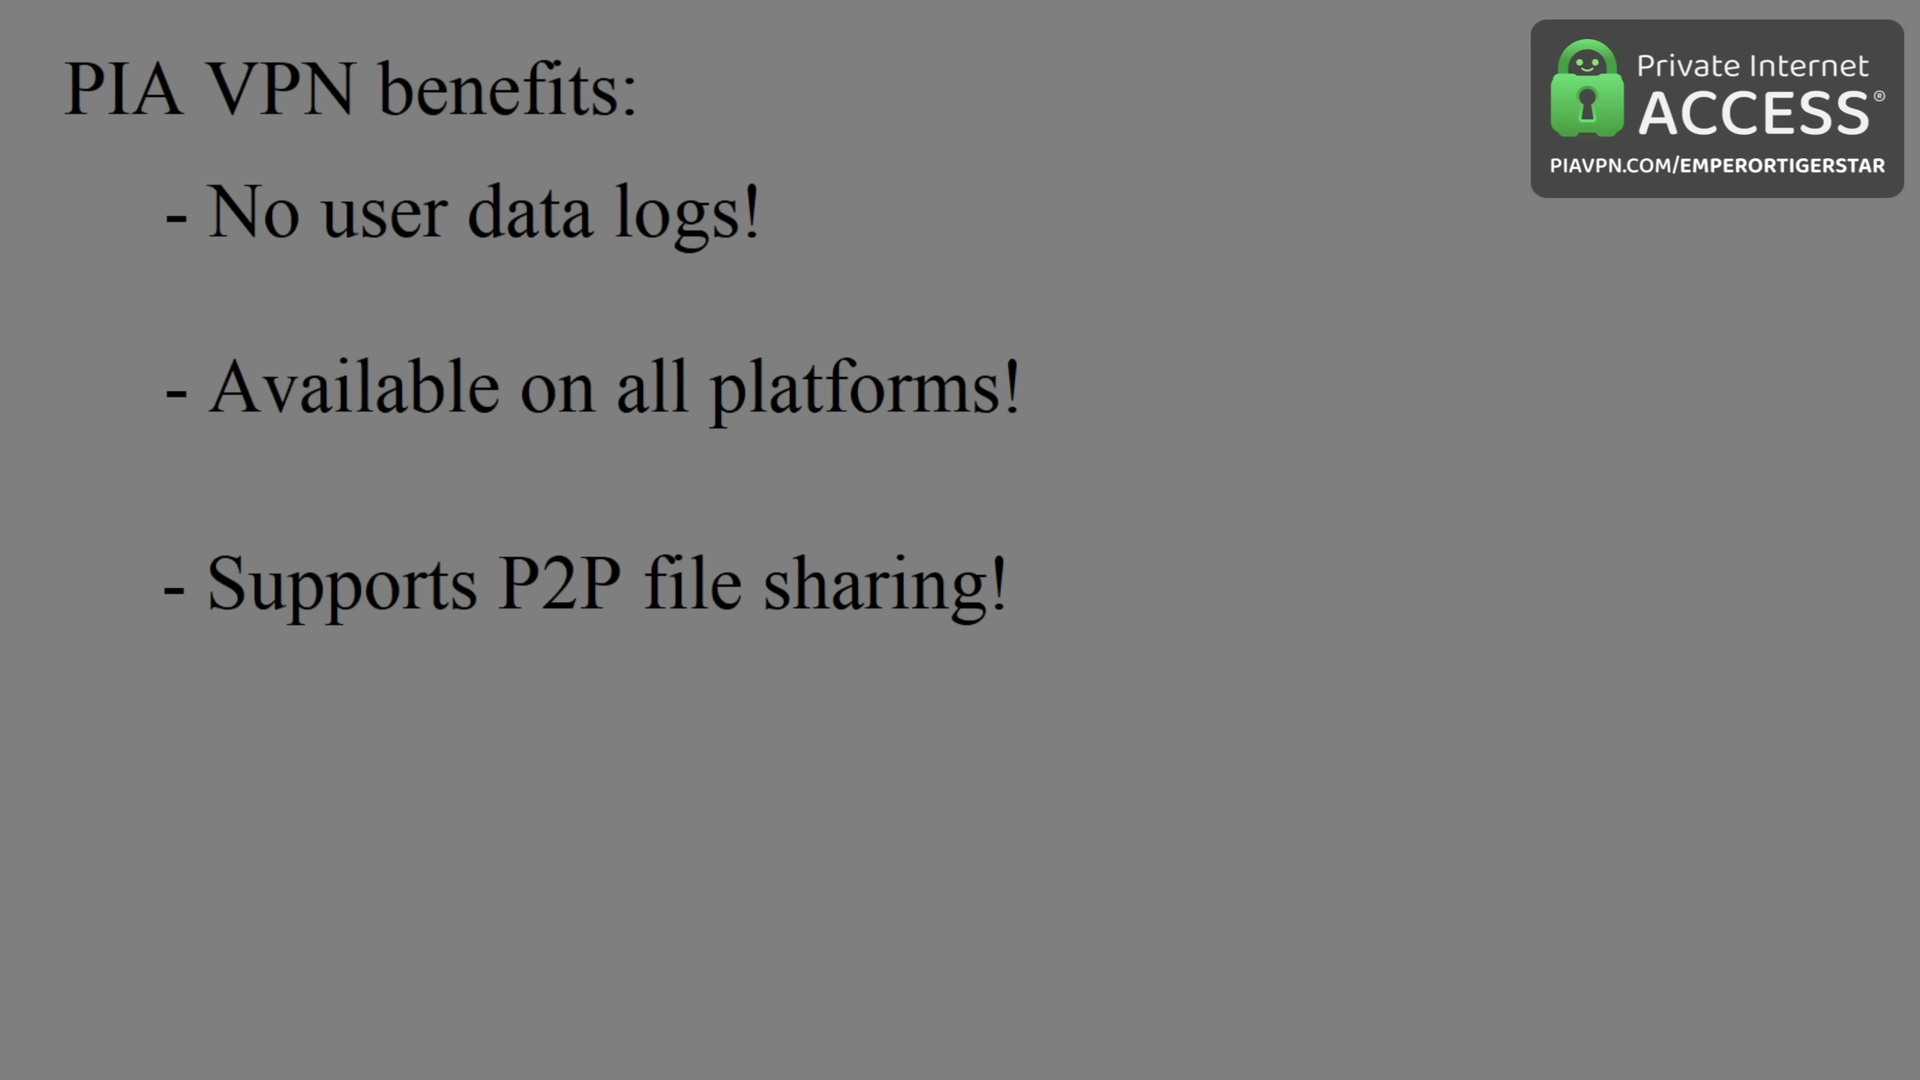 PIA VPN benefits:
- No user data logs!
- Available on all platforms!
- Supports P2P file sharing!
Private Internet
ACCESS®
PIAVPN.COM/EMPERORTIGERSTAR